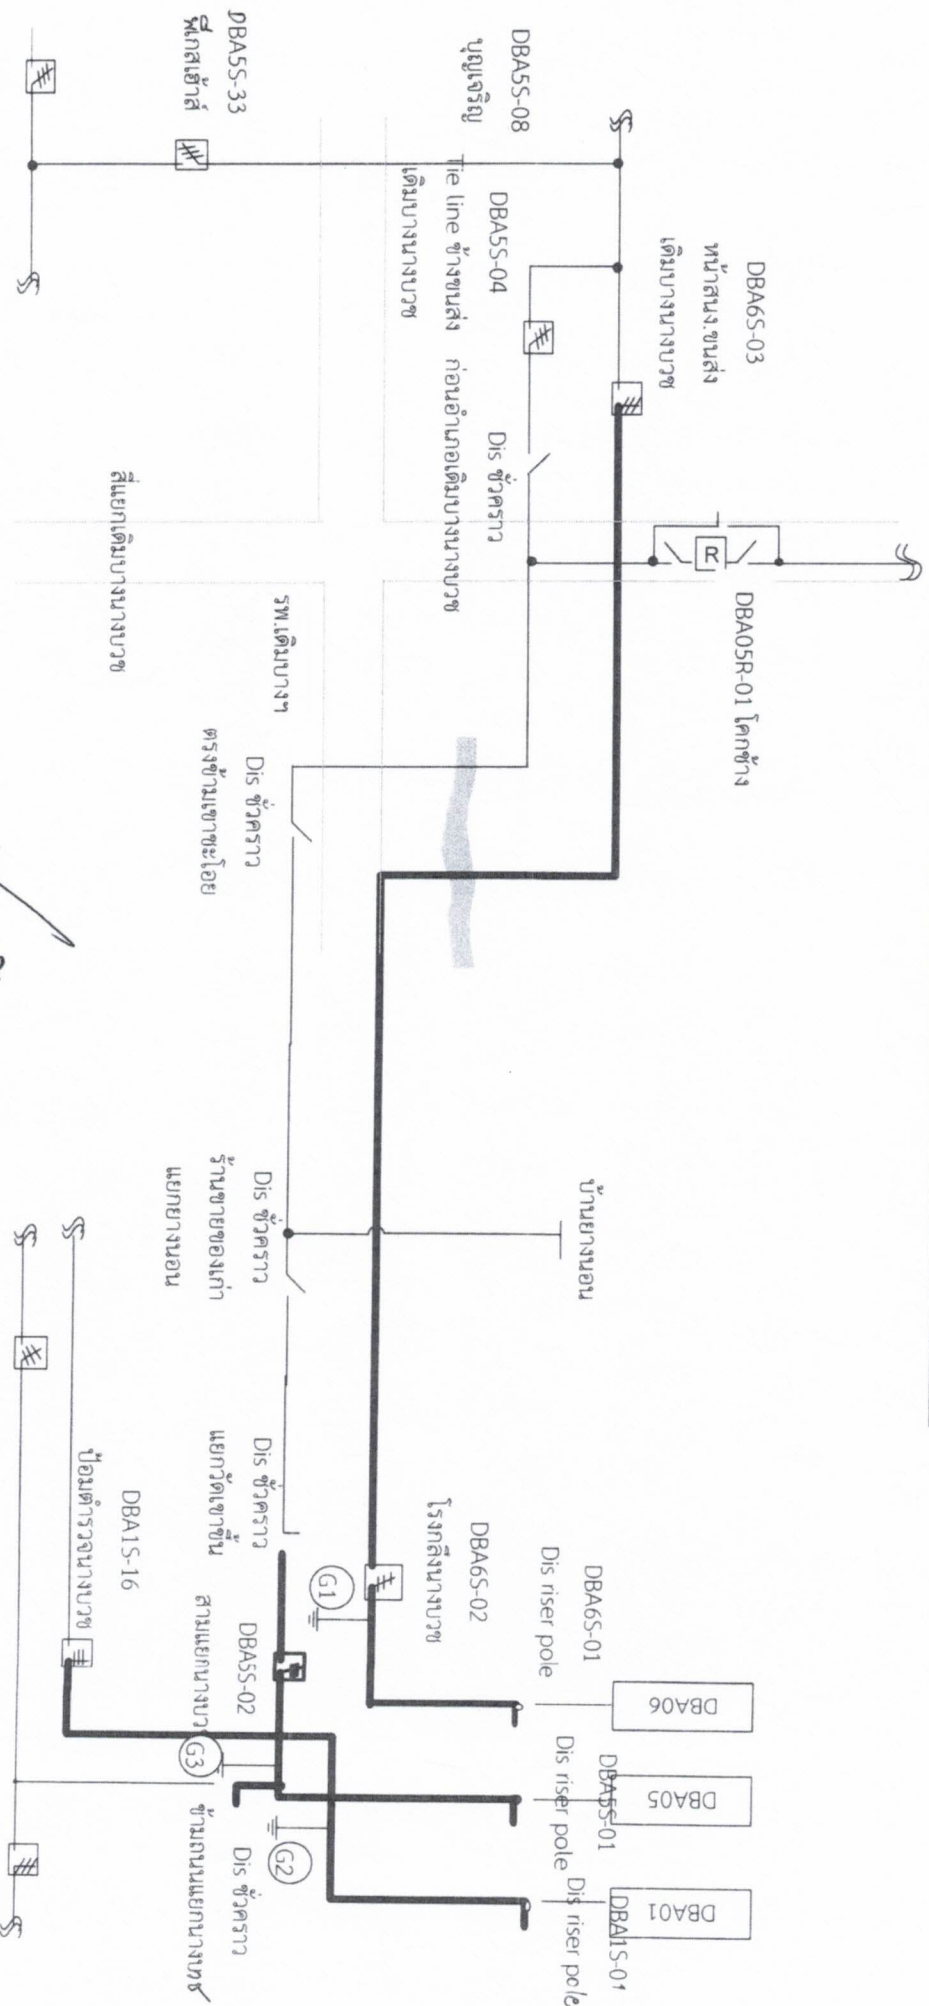 DBA6S-03
หน้าสนง.ขนส่ง
เดิมบางนางบวช
DBA05R-01 โคกช้าง
R
DBA5S-08
บุญเจริญ
DBA5S-04
Tie line ข้างขนส่ง
เดิมบางนางบวช
Dis ชั่วคราว
ก่อนอำเภอเดิมบางนางบวช
DBA5S-33
พีเกสเฮ้าส์
สี่แยกเดิมบางนางบวช
รพ.เดิมบางฯ
Dis ชั่วคราว
ตรงข้ามเขาชะโอย
บ้านยางนอน
Dis ชั่วคราว
ร้านขายของเก่า
แยกยางนอน
Dis ชั่วคราว
แยกวัดเขาขึ้น
DBA6S-02
โรงกลึงนางบวช
G1
DBA6S-01
Dis riser pole
DBA06
DBA5S-01
Dis riser pole
DBA05
DBA1S-01
Dis riser pole
DBA01
DBA5S-02
สามแยกนางบวช
G3
G2
Dis ชั่วคราว
ข้ามถนนแยกนางบวช
DBA1S-16
ป้อมตำรวจนางบวช